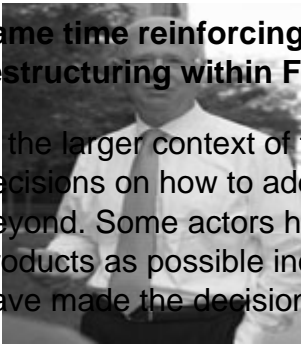 ame time reinforcing
estructuring within F
the larger context of
ecisions on how to add
eyond. Some actors h
roducts as possible in
ave made the decision